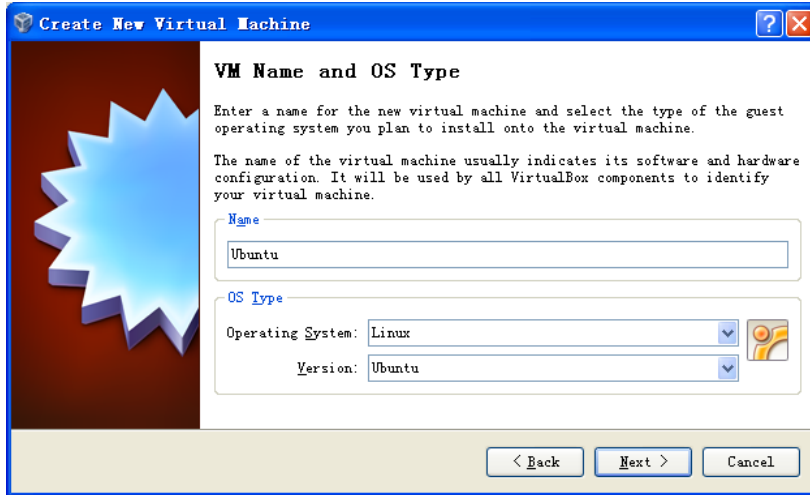 Create New Virtual Machine
VM Name and OS Type
Enter a name for the new virtual machine and select the type of the guest
operating system you plan to install onto the virtual machine.
The name of the virtual machine usually indicates its software and hardware
configuration. It will be used by all VirtualBox components to identify
your virtual machine.
Name
Ubuntu
OS Type
Operating System: Linux
Version: Ubuntu
< Back Next > Cancel